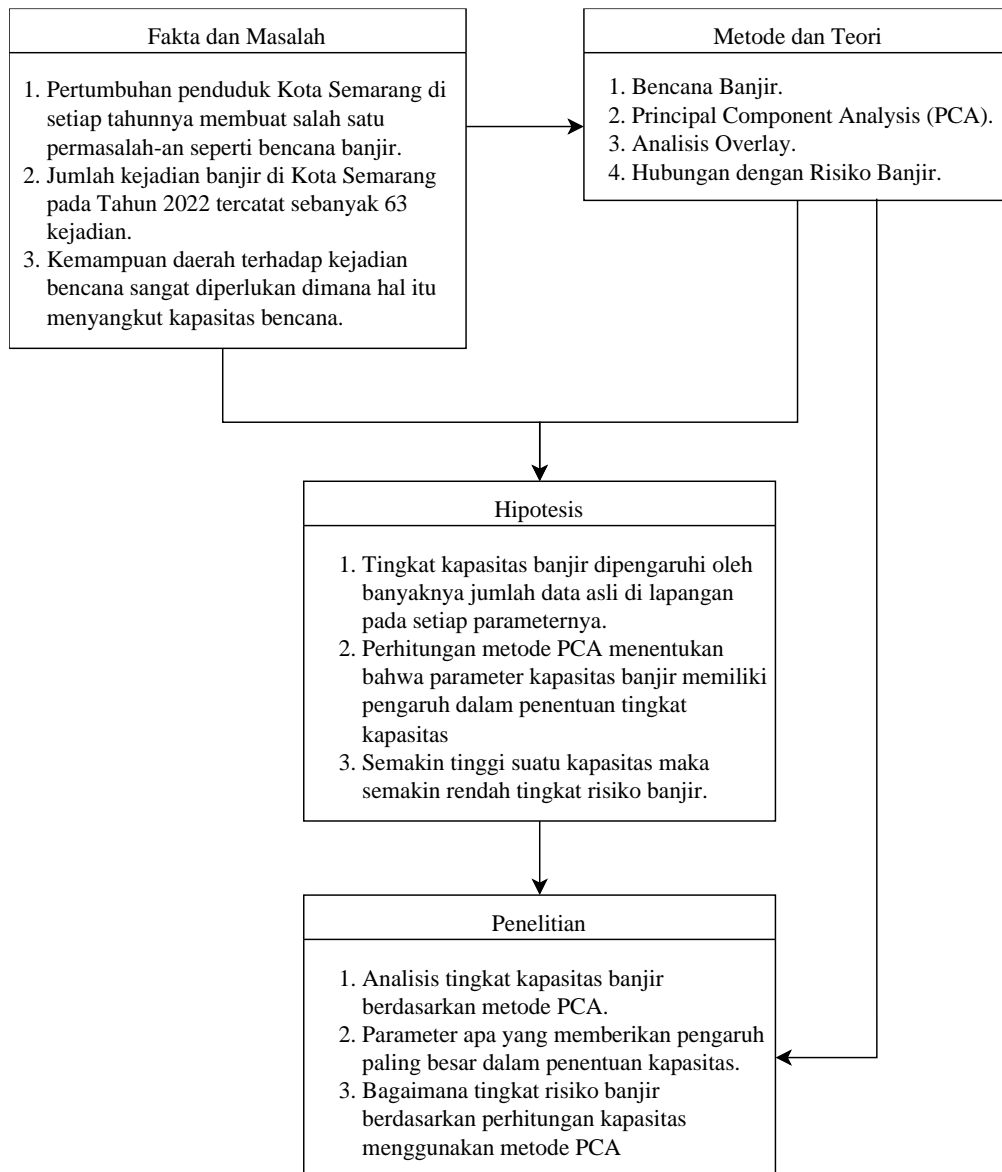 Fakta dan Masalah
1. Pertumbuhan penduduk Kota Semarang di
setiap tahunnya membuat salah satu
permasalah-an seperti bencana banjir.
2. Jumlah kejadian banjir di Kota Semarang
pada Tahun 2022 tercatat sebanyak 63
kejadian.
3. Kemampuan daerah terhadap kejadian
bencana sangat diperlukan dimana hal itu
menyangkut kapasitas bencana.
Metode dan Teori
1. Bencana Banjir.
2. Principal Component Analysis (PCA).
3. Analisis Overlay.
4. Hubungan dengan Risiko Banjir.
Hipotesis
1. Tingkat kapasitas banjir dipengaruhi oleh
banyaknya jumlah data asli di lapangan
pada setiap parameternya.
2. Perhitungan metode PCA menentukan
bahwa parameter kapasitas banjir memiliki
pengaruh dalam penentuan tingkat
kapasitas
3. Semakin tinggi suatu kapasitas maka
semakin rendah tingkat risiko banjir.
Penelitian
1. Analisis tingkat kapasitas banjir
berdasarkan metode PCA.
2. Parameter apa yang memberikan pengaruh
paling besar dalam penentuan kapasitas.
3. Bagaimana tingkat risiko banjir
berdasarkan perhitungan kapasitas
menggunakan metode PCA